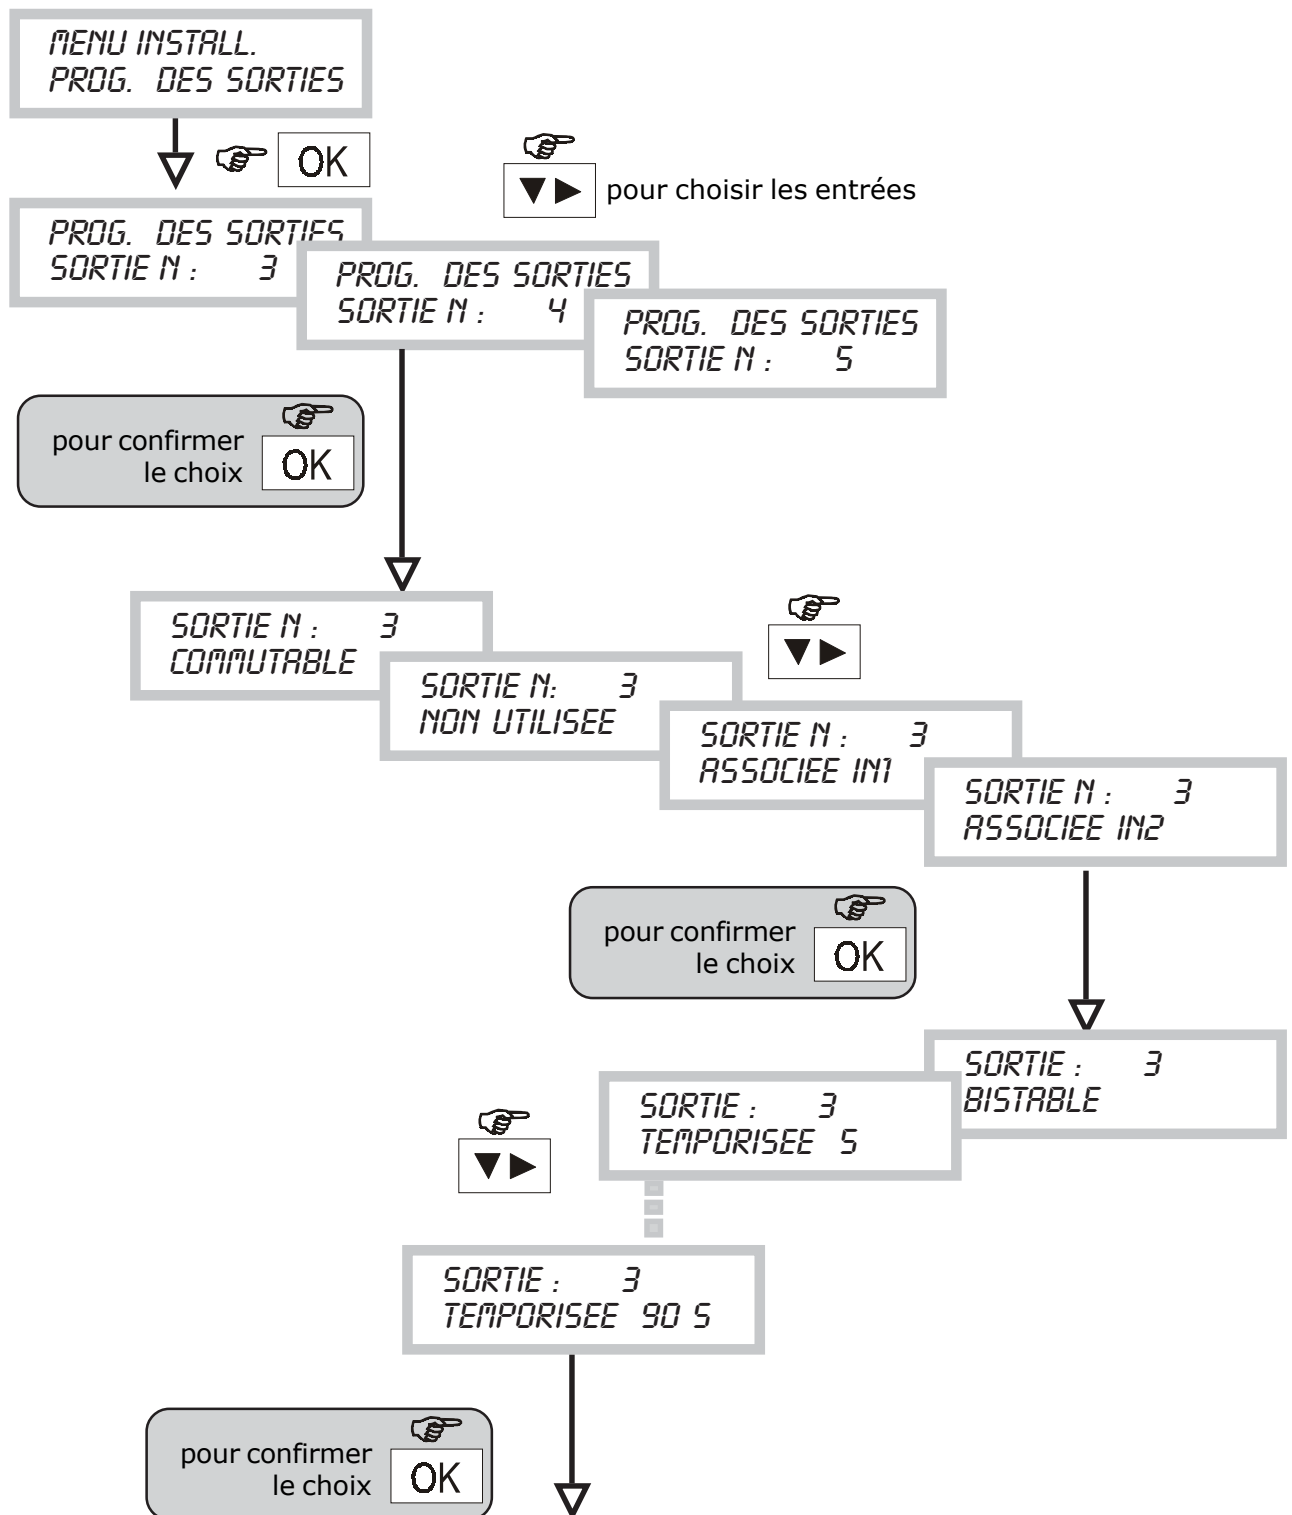 MENU INSTALL.
PROG. DES SORTIES
OK
pour choisir les entrées
PROG. DES SORTIES
SORTIE N : 3
PROG. DES SORTIES
SORTIE N : 4
PROG. DES SORTIES
SORTIE N : 5
pour confirmer
le choix
OK
SORTIE N : 3
COMMUTABLE
SORTIE N: 3
NON UTILISEE
SORTIE N : 3
ASSOCIEE IN1
SORTIE N : 3
ASSOCIEE IN2
pour confirmer
le choix
OK
SORTIE : 3
BISTABLE
SORTIE : 3
TEMPORISEE S
SORTIE : 3
TEMPORISEE 90 S
pour confirmer
le choix
OK